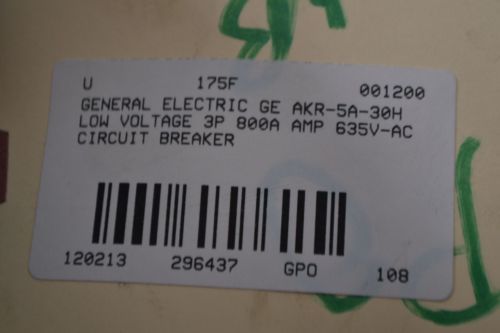 U 175F 001200
GENERAL ELECTRIC GE AKR-5A-30H
LOW VOLTAGE 3P 800A AMP 635V-AC
CIRCUIT BREAKER
120213 296437 GPO 108